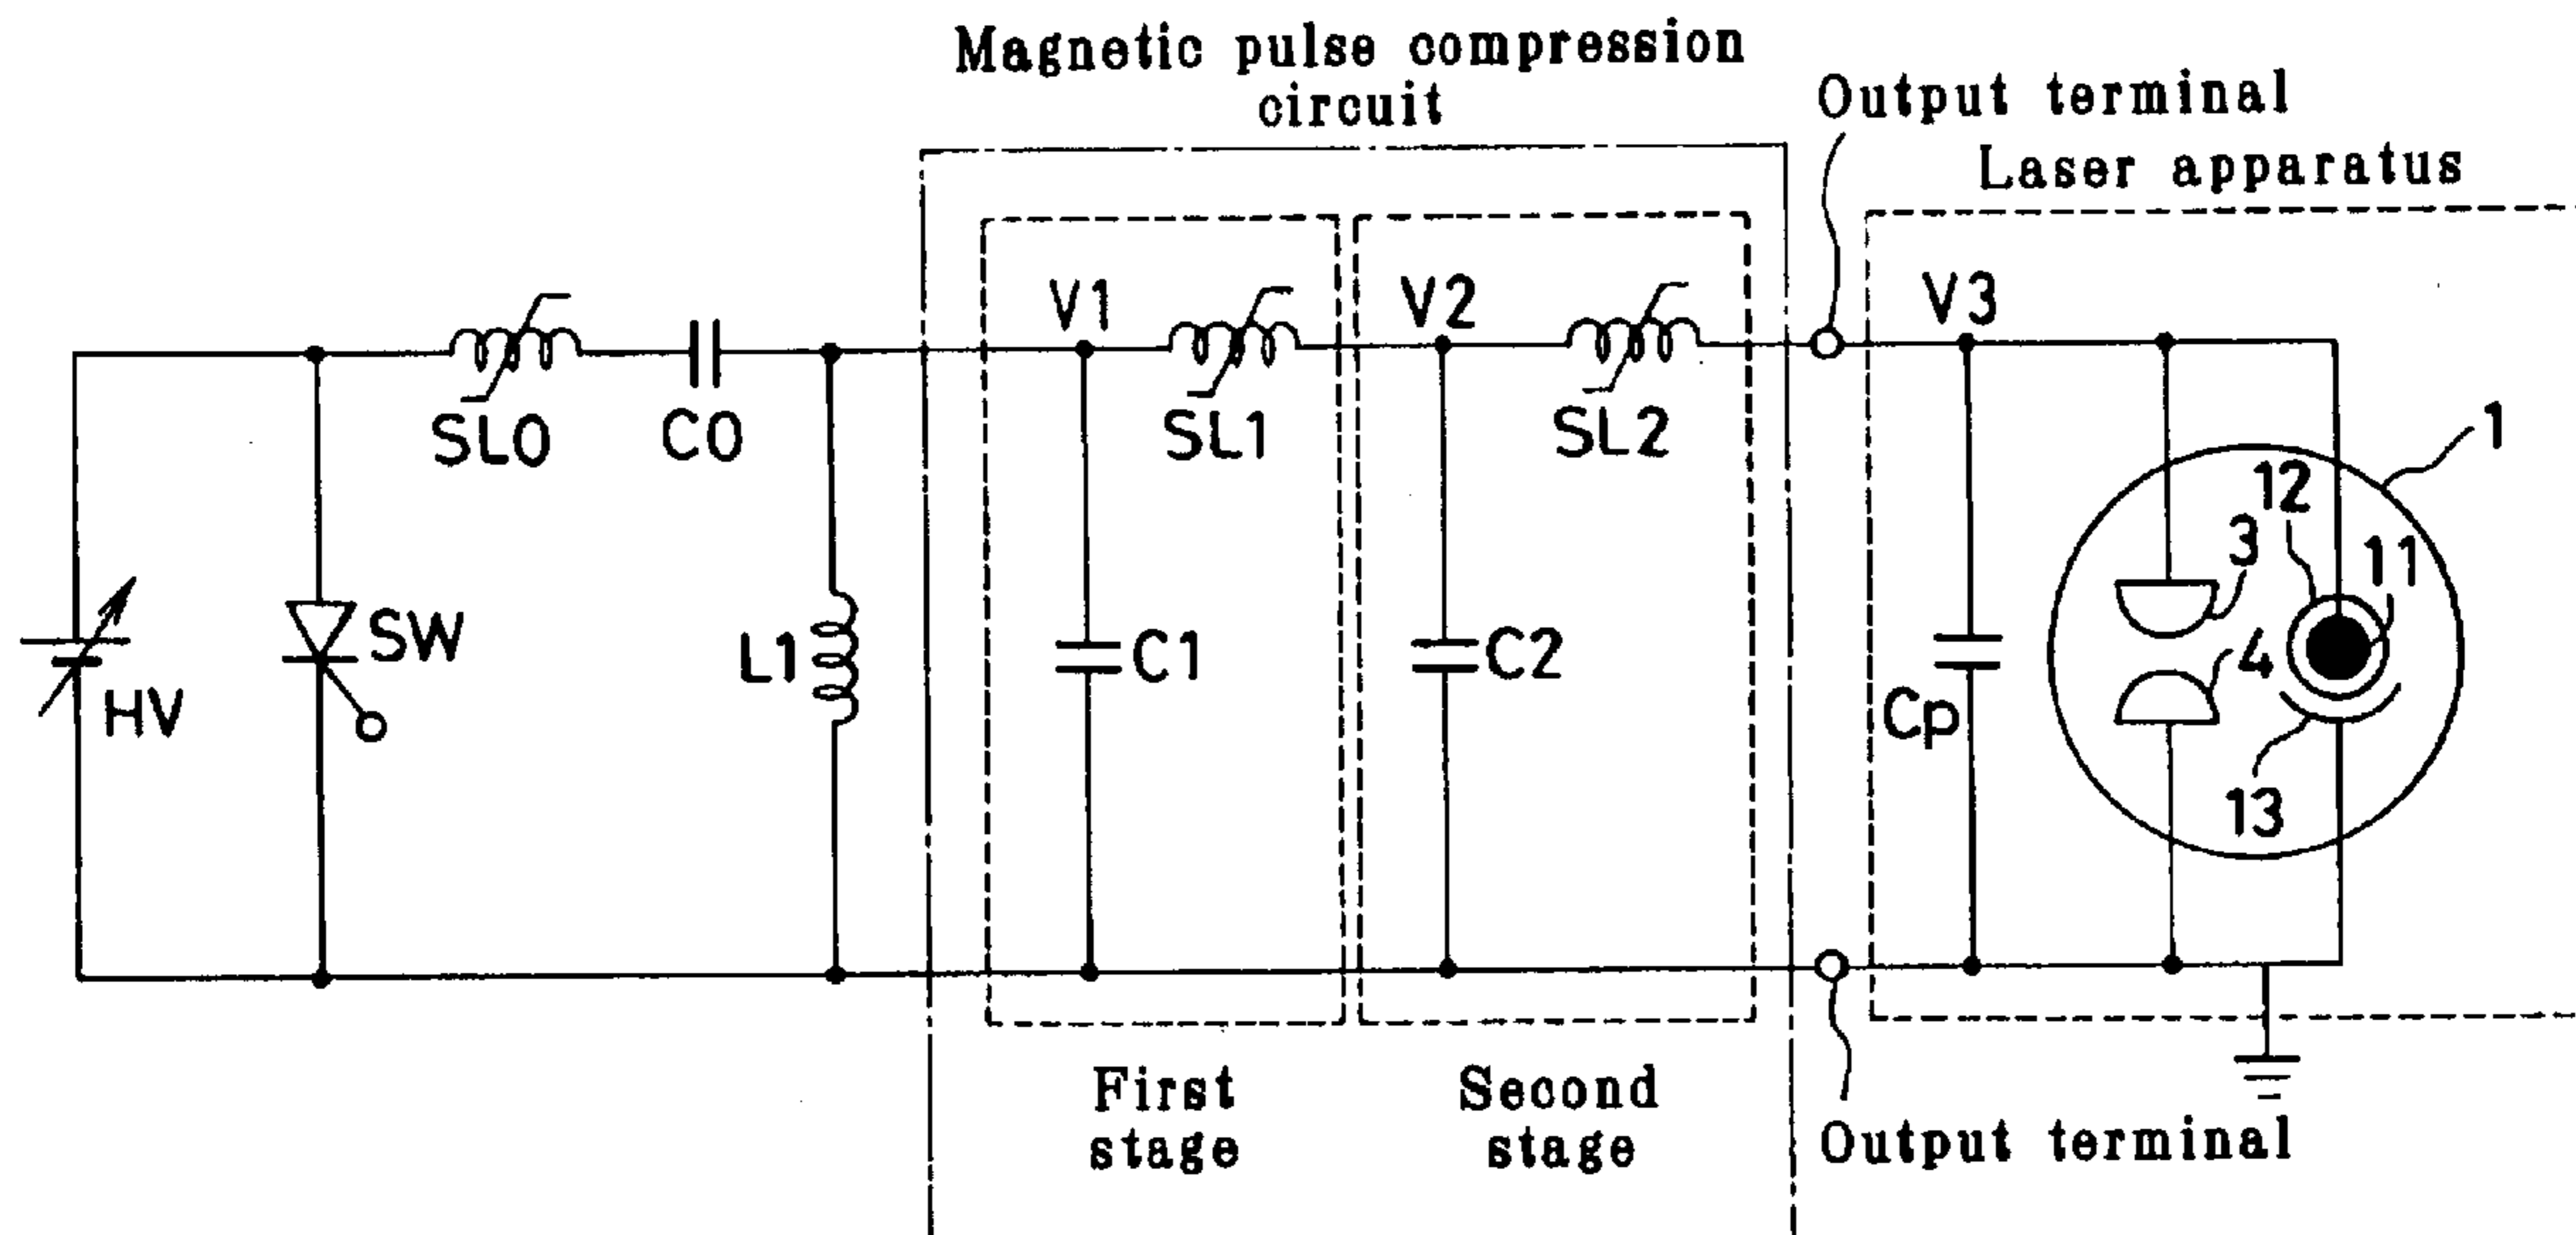 Magnetic pulse compression
circuit
Output terminal
Laser apparatus
V1
V2
V3
SL0
C0
SL1
SL2
1
12
3
11
HV
SW
L1
C1
C2
Cp
4
13
First
stage
Second
stage
Output terminal